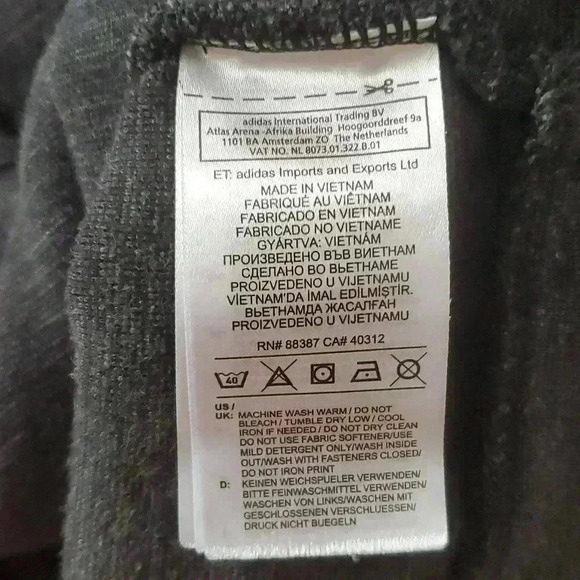 adidas International Trading BV
Atlas Arena -Afrika Building Hoogoorddreef 9a
1101 BA Amsterdam ZO The Netherlands
VAT NO. NL 8073.01.322.B.01
ET: adidas Imports and Exports Ltd
MADE IN VIETNAM
FABRIQUÉ AU VIÊTNAM
FABRICADO EN VIETNAM
FABRICADO NO VIETNAME
GYÁRTVA: VIETNÁM
ПРОИЗВЕДЕНО ВЪВ ВИЕТНАМ
СДЕЛАНО ВО ВЬЕТНАМЕ
PROIZVEDENO U VIJETNAMU
VİETNAM'DA İMAL EDİLMİŞTİR.
ВЬЕТНАМДА ЖАСАЛҒАН
PROIZVEDENO U VIJETNAMU
RN# 88387 CA# 40312
40
US /
UK: MACHINE WASH WARM / DO NOT
BLEACH / TUMBLE DRY LOW / COOL
IRON IF NEEDED / DO NOT DRY CLEAN
DO NOT USE FABRIC SOFTENER/USE
MILD DETERGENT ONLY/WASH INSIDE
OUT/WASH WITH FASTENERS CLOSED/
DO NOT IRON PRINT
D: KEINEN WEICHSPUELER VERWENDEN/
BITTE FEINWASCHMITTEL VERWENDEN/
WASCHEN VON LINKS/WASCHEN MIT
GESCHLOSSENEN VERSCHLUESSEN/
DRUCK NICHT BUEGELN